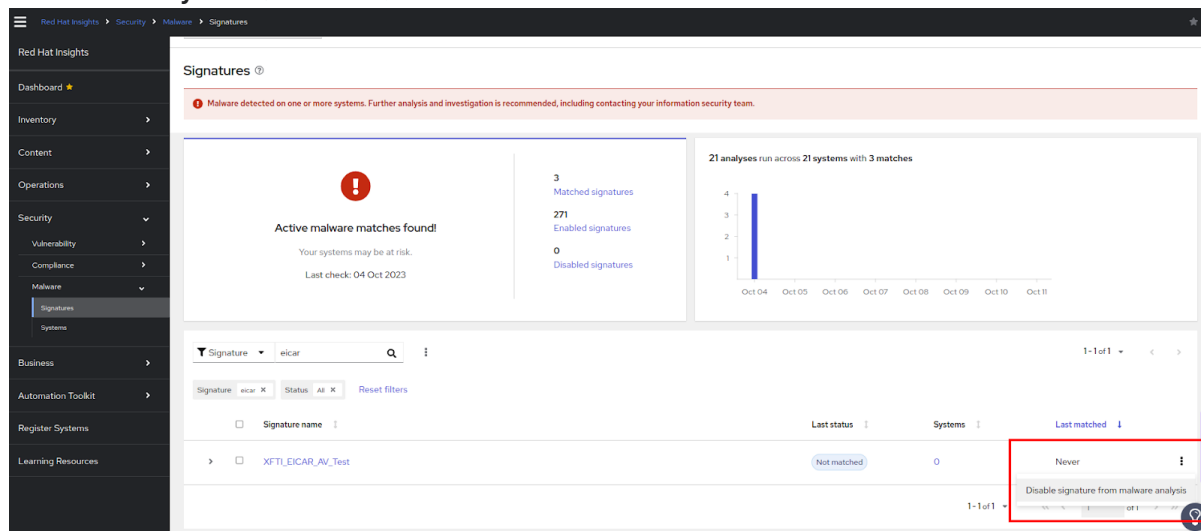 Red Hat Insights > Security > Malware > Signatures
Red Hat Insights
Dashboard
Inventory
Content
Operations
Security
Vulnerability
Compliance
Malware
Signatures
Systems
Business
Automation Toolkit
Register Systems
Learning Resources
Signatures
Malware detected on one or more systems. Further analysis and investigation is recommended, including contacting your information security team.
Active malware matches found!
Your systems may be at risk.
Last check: 04 Oct 2023
3
Matched signatures
271
Enabled signatures
0
Disabled signatures
21 analyses run across 21 systems with 3 matches
4
3
2
1
Oct 04 Oct 05 Oct 06 Oct 07 Oct 08 Oct 09 Oct 10 Oct 11
Signature eicar 1-1 of 1
Signature eicar Status All Reset filters
Signature name Last status Systems Last matched
XFTI_EICAR_AV_Test Not matched 0 Never
Disable signature from malware analysis
1-1 of 1 1 of 1